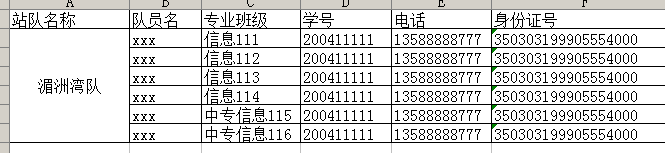 A B C D E F
站队名称 队员名 专业班级 学号 电话 身份证号
xxx 信息111 200411111 13588888777 350303199905554000
xxx 信息112 200411111 13588888777 350303199905554000
xxx 信息113 200411111 13588888777 350303199905554000
湄洲湾队
xxx 信息114 200411111 13588888777 350303199905554000
xxx 中专信息115 200411111 13588888777 350303199905554000
xxx 中专信息116 200411111 13588888777 350303199905554000